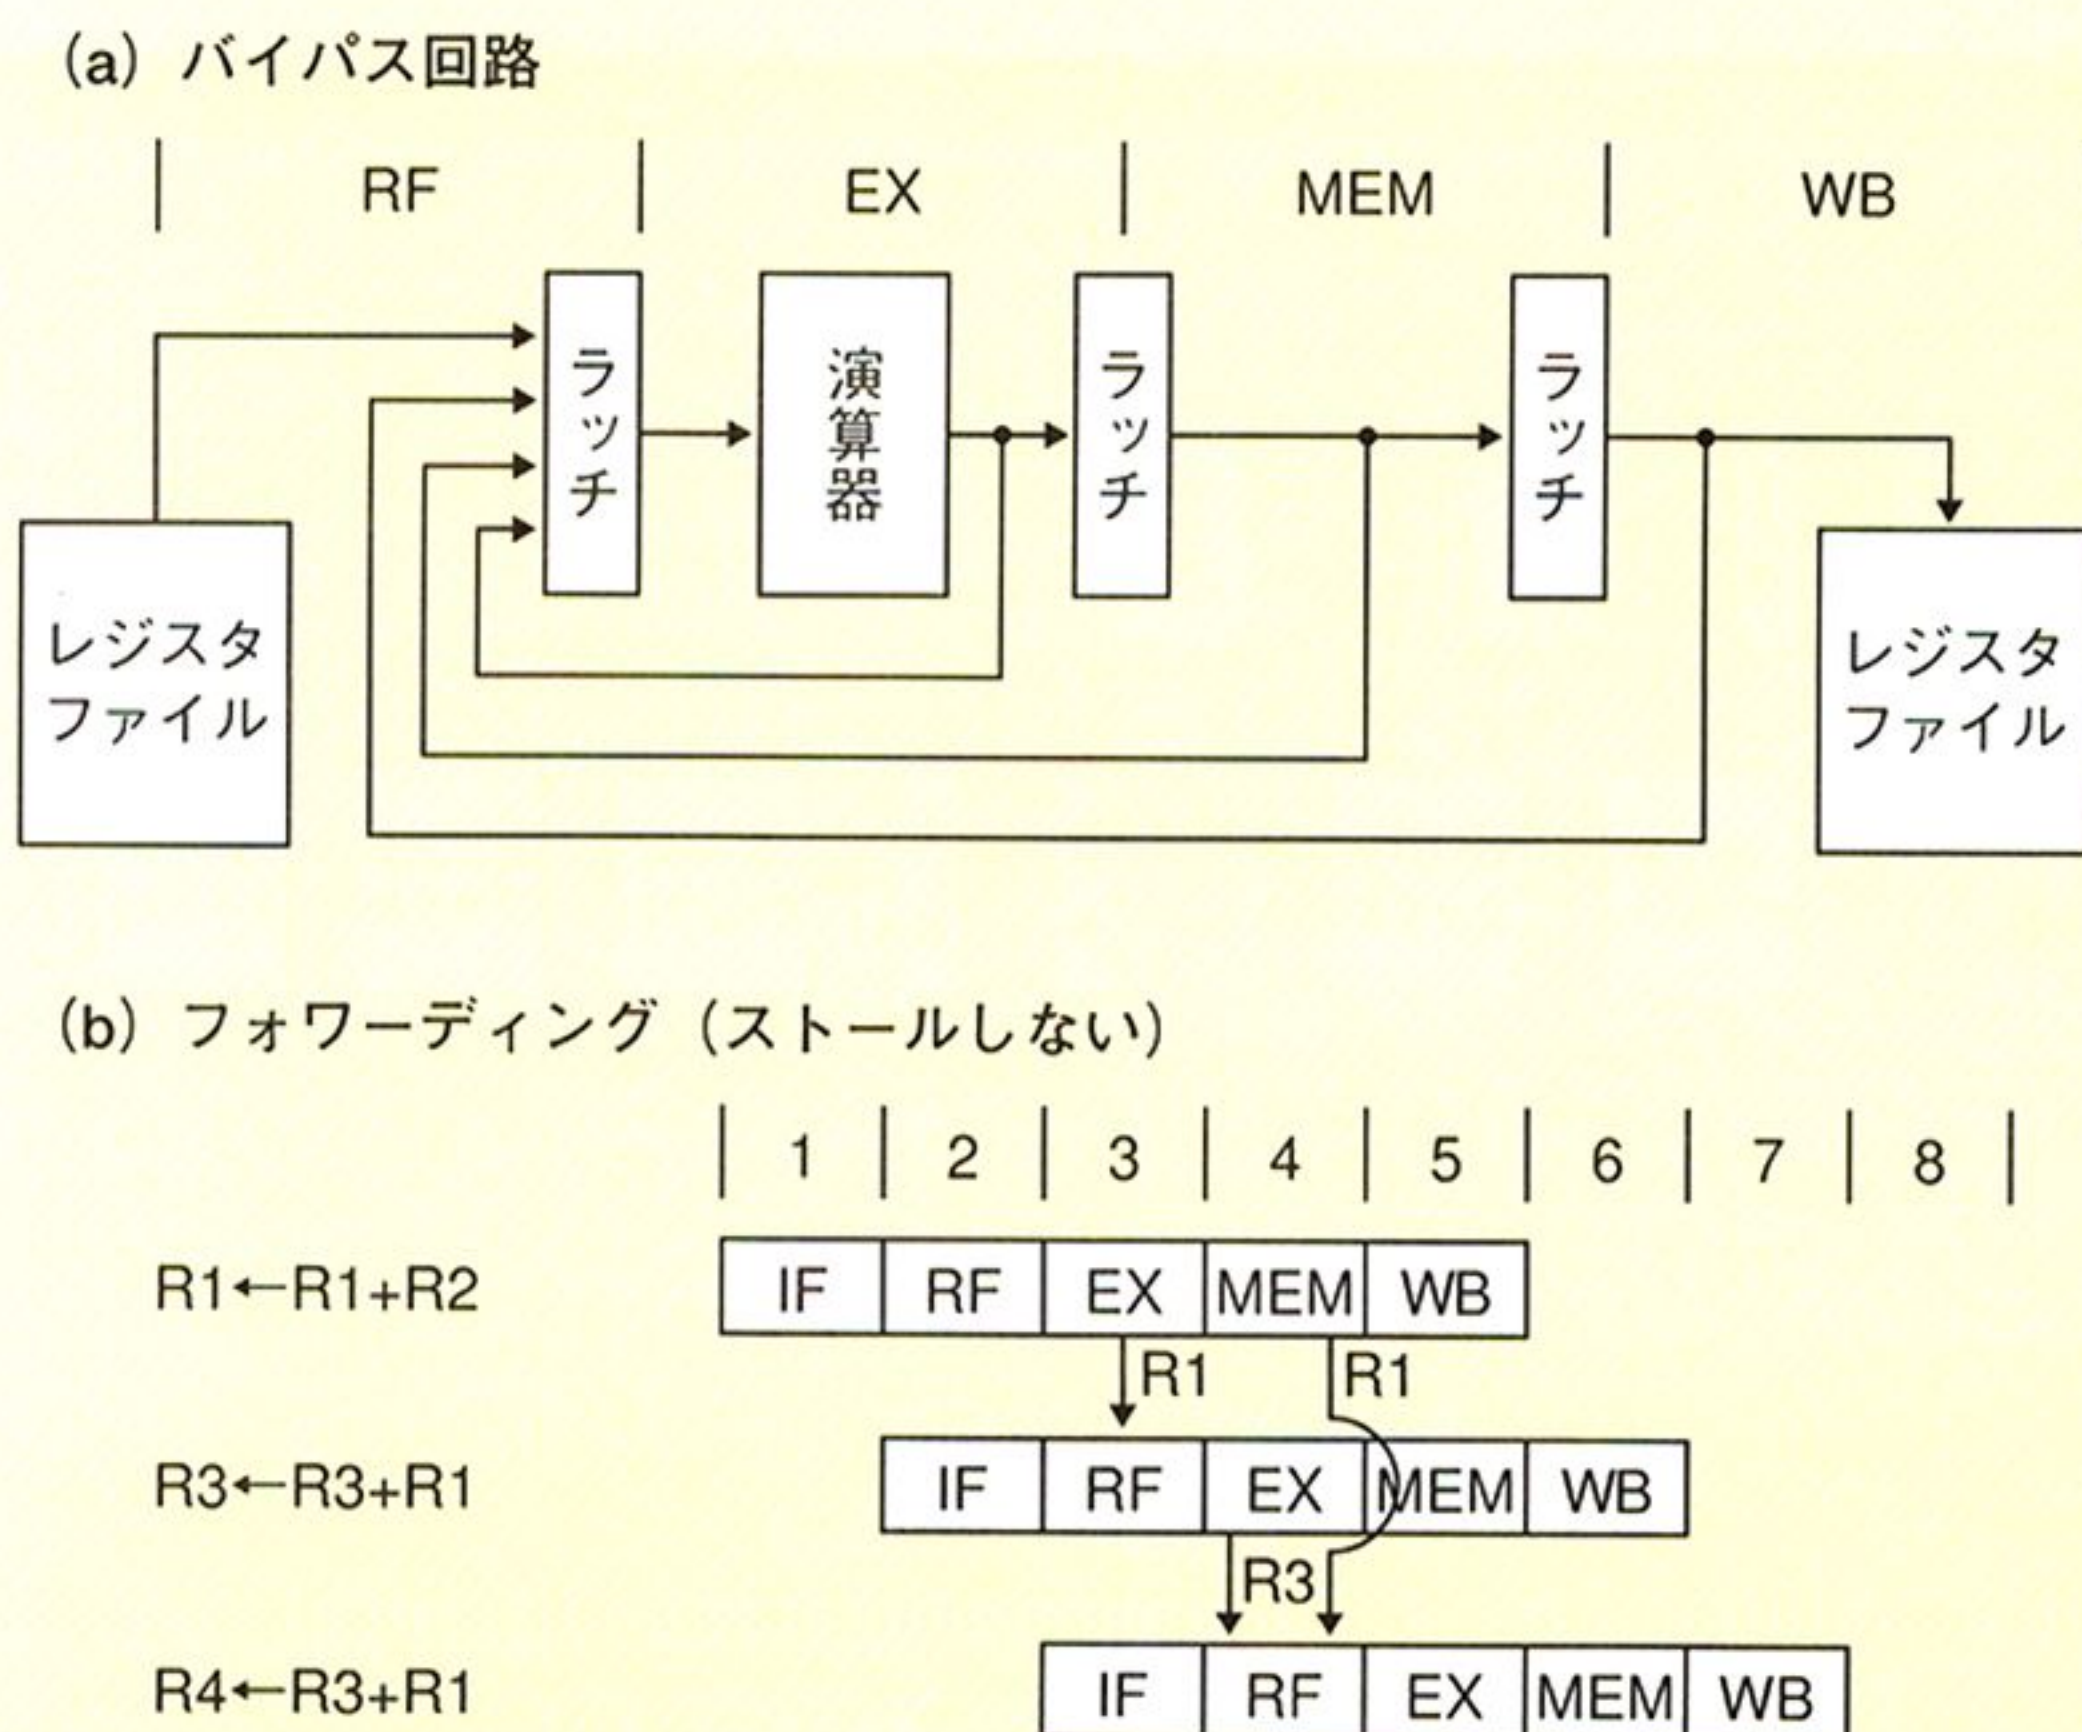 (a) バイパス回路
RF EX MEM WB
ラッチ
演算器
ラッチ
ラッチ
レジスタ
ファイル
レジスタ
ファイル
(b) フォワーディング (ストールしない)
1 2 3 4 5 6 7 8
R1←R1+R2 IF RF EX MEM WB
R1 R1
R3←R3+R1 IF RF EX MEM WB
R3
R4←R3+R1 IF RF EX MEM WB